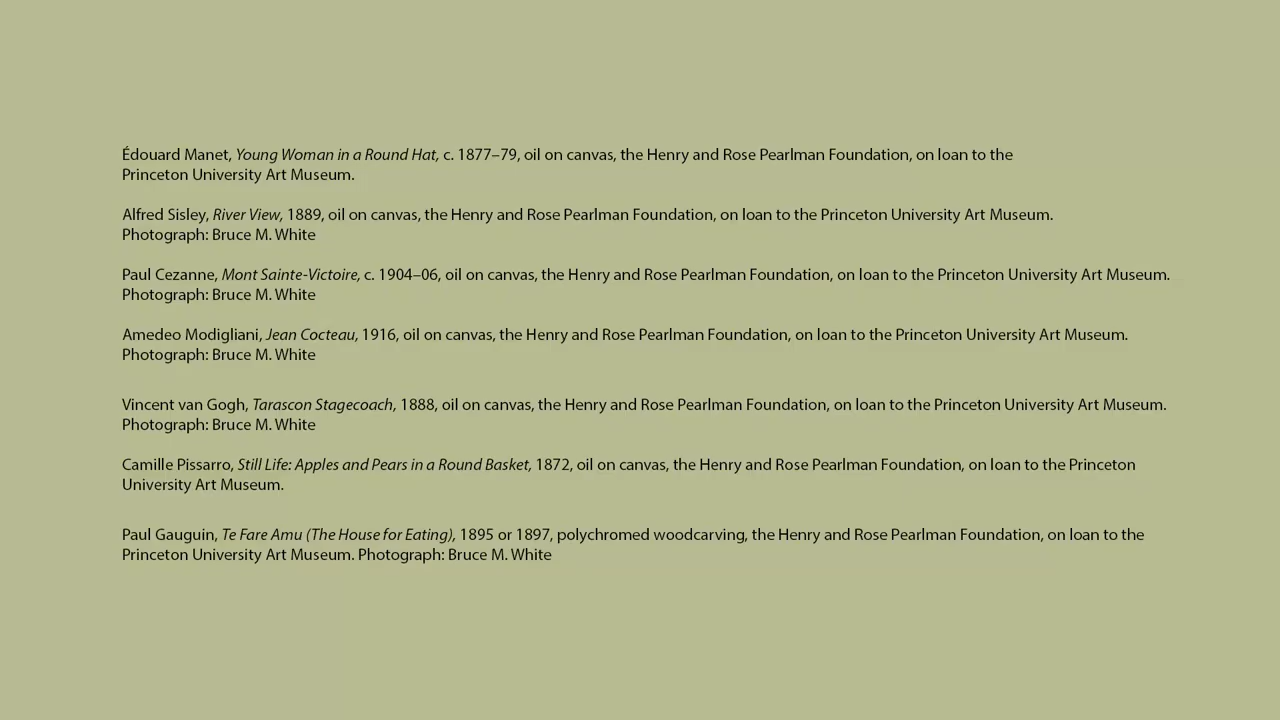 Édouard Manet, Young Woman in a Round Hat, c. 1877–79, oil on canvas, the Henry and Rose Pearlman Foundation, on loan to the
Princeton University Art Museum.
Alfred Sisley, River View, 1889, oil on canvas, the Henry and Rose Pearlman Foundation, on loan to the Princeton University Art Museum.
Photograph: Bruce M. White
Paul Cezanne, Mont Sainte-Victoire, c. 1904–06, oil on canvas, the Henry and Rose Pearlman Foundation, on loan to the Princeton University Art Museum.
Photograph: Bruce M. White
Amedeo Modigliani, Jean Cocteau, 1916, oil on canvas, the Henry and Rose Pearlman Foundation, on loan to the Princeton University Art Museum.
Photograph: Bruce M. White
Vincent van Gogh, Tarascon Stagecoach, 1888, oil on canvas, the Henry and Rose Pearlman Foundation, on loan to the Princeton University Art Museum.
Photograph: Bruce M. White
Camille Pissarro, Still Life: Apples and Pears in a Round Basket, 1872, oil on canvas, the Henry and Rose Pearlman Foundation, on loan to the Princeton
University Art Museum.
Paul Gauguin, Te Fare Amu (The House for Eating), 1895 or 1897, polychromed woodcarving, the Henry and Rose Pearlman Foundation, on loan to the
Princeton University Art Museum. Photograph: Bruce M. White